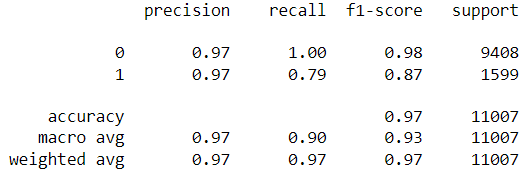 precision recall f1-score support
0 0.97 1.00 0.98 9408
1 0.97 0.79 0.87 1599
accuracy 0.97 11007
macro avg 0.97 0.90 0.93 11007
weighted avg 0.97 0.97 0.97 11007